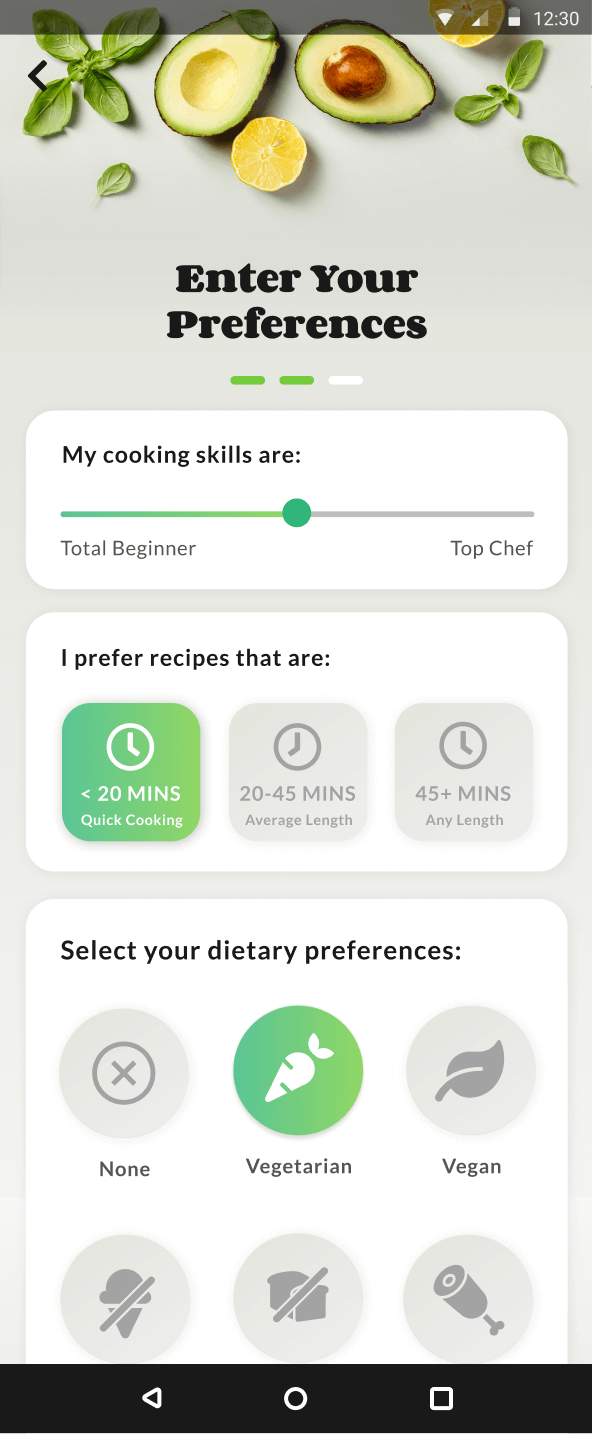 12:30
Enter Your
Preferences
My cooking skills are:
Total Beginner Top Chef
I prefer recipes that are:
< 20 MINS 20-45 MINS 45+ MINS
Quick Cooking Average Length Any Length
Select your dietary preferences:
None Vegetarian Vegan